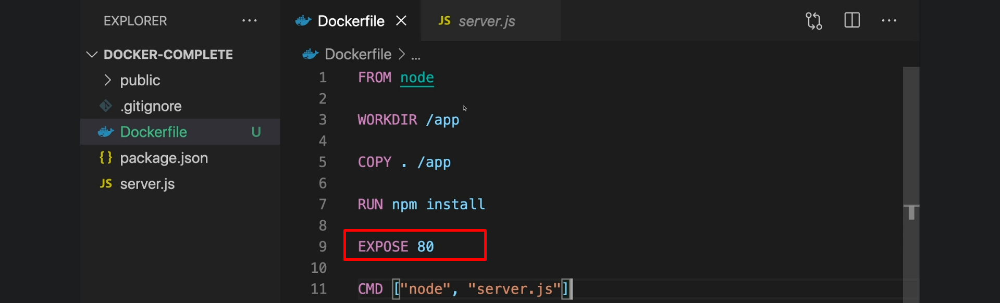 EXPLORER ...
DOCKER-COMPLETE
public
.gitignore
Dockerfile U
{} package.json
JS server.js
Dockerfile
JS server.js
Dockerfile > ...
1 FROM node
2
3 WORKDIR /app
4
5 COPY . /app
6
7 RUN npm install
8
9 EXPOSE 80
10
11 CMD ["node", "server.js"]